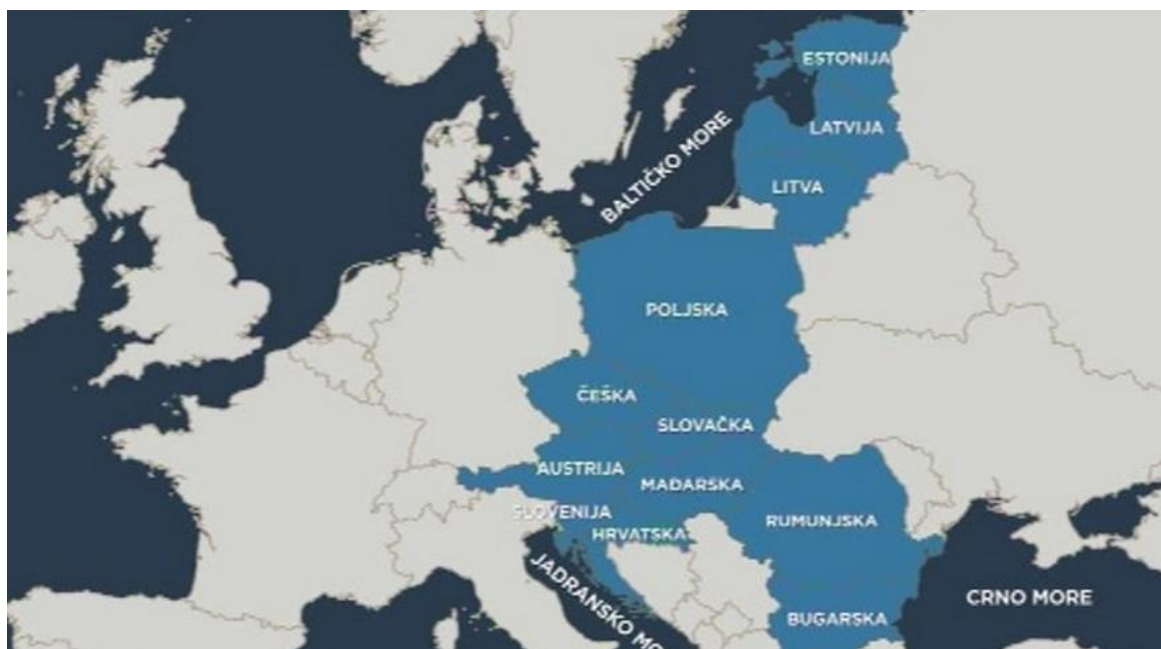 ESTONIJA
LATVIJA
BALTIČKO MORE
LITVA
POLJSKA
ČEŠKA
SLOVAČKA
AUSTRIJA
MAĐARSKA
SLOVENIJA
RUMUNJSKA
HRVATSKA
JADRANSKO MO
CRNO MORE
BUGARSKA